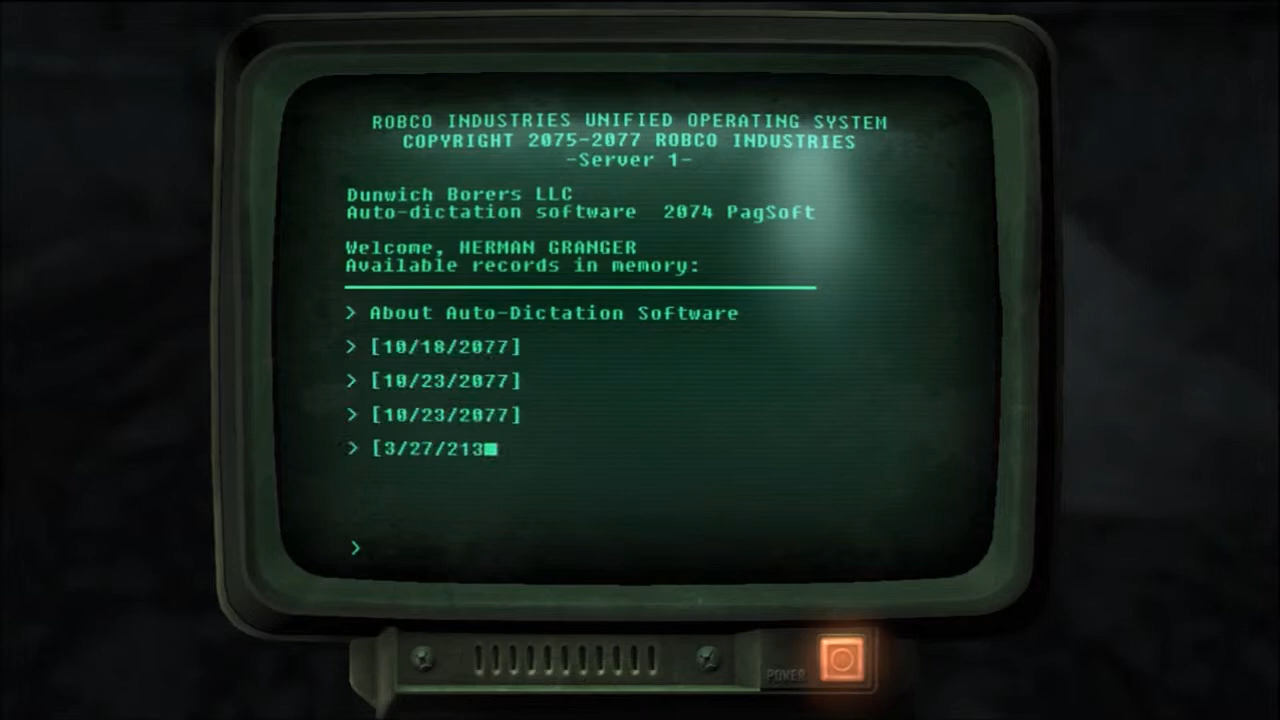 ROBCO INDUSTRIES UNIFIED OPERATING SYSTEM
COPYRIGHT 2075-2077 ROBCO INDUSTRIES
-Server 1-
Dunwich Borers LLC
Auto-dictation software 2074 PagSoft
Welcome, HERMAN GRANGER
Available records in memory:
> About Auto-Dictation Software
> [10/18/2077]
> [10/23/2077]
> [10/23/2077]
> [3/27/213
>
POWER